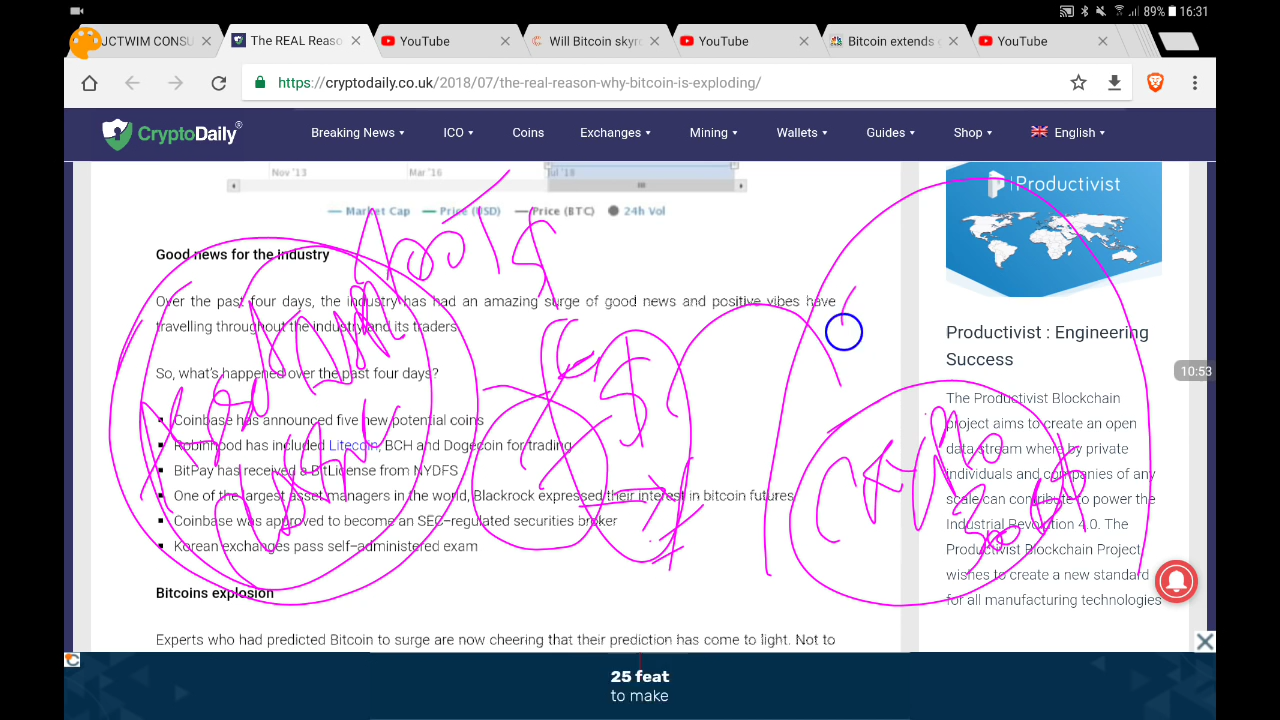 89% 16:31
JCTWIM CONSU The REAL Reaso YouTube Will Bitcoin skyr YouTube Bitcoin extends YouTube
https://cryptodaily.co.uk/2018/07/the-real-reason-why-bitcoin-is-exploding/
CryptoDaily® Breaking News ICO Coins Exchanges Mining Wallets Guides Shop English
Nov '13 Mar '16 Jul '18
Market Cap Price (USD) Price (BTC) 24h Vol
Good news for the industry
Over the past four days, the industry has had an amazing surge of good news and positive vibes have
travelling throughout the industry and its traders.
So, what's happened over the past four days?
Coinbase has announced five new potential coins
Robinhood has included Litecoin, BCH and Dogecoin for trading
BitPay has received a BitLicense from NYDFS
One of the largest asset managers in the world, Blackrock expressed their interest in bitcoin futures
Coinbase was approved to become an SEC-regulated securities broker
Korean exchanges pass self-administered exam
Bitcoins explosion
Experts who had predicted Bitcoin to surge are now cheering that their prediction has come to light. Not to
Productivist
Productivist : Engineering
Success
The Productivist Blockchain
project aims to create an open
data stream where by private
individuals and companies of any
scale can contribute to power the
Industrial Revolution 4.0. The
Productivist Blockchain Project
wishes to create a new standard
for all manufacturing technologies
10:53
25 feat
to make